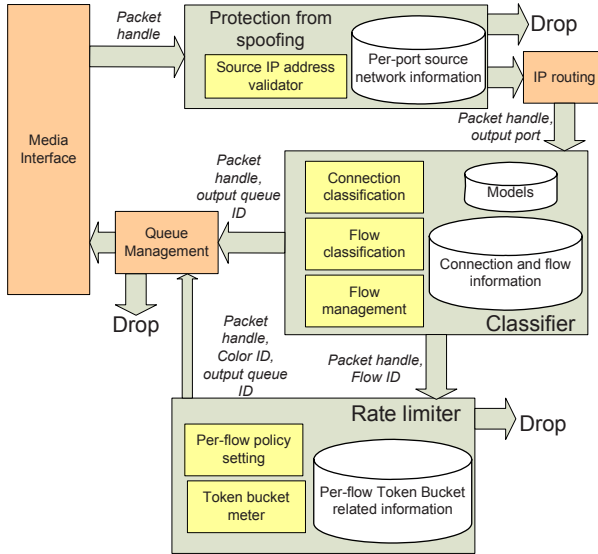 Packet
handle
Protection from
spoofing
Source IP address
validator
Per-port source
network information
Drop
IP routing
Packet handle,
output port
Media
Interface
Packet
handle,
output queue
ID
Connection
classification
Flow
classification
Flow
management
Models
Connection and flow
information
Classifier
Queue
Management
Drop
Packet
handle,
Color ID,
output queue
ID
Packet handle,
Flow ID
Rate limiter
Per-flow policy
setting
Token bucket
meter
Per-flow Token Bucket
related information
Drop